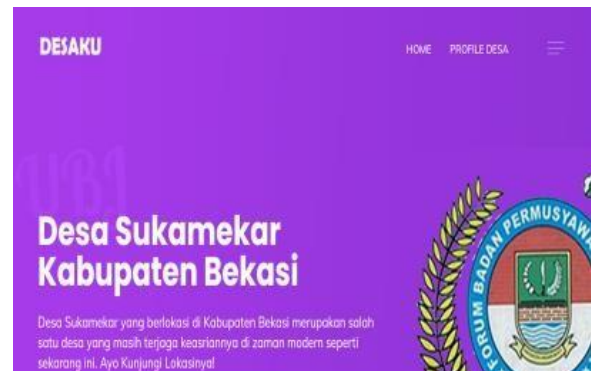 DESAKU
HOME PROFILE DESA
UBJ
Desa Sukamekar
Kabupaten Bekasi
Desa Sukamekar yang berlokasi di Kabupaten Bekasi merupakan salah
satu desa yang masih terjaga keasriannya di zaman modern seperti
sekarang ini. Ayo Kunjungi Lokasinya!
FORUM BADAN PERMUSYAWA